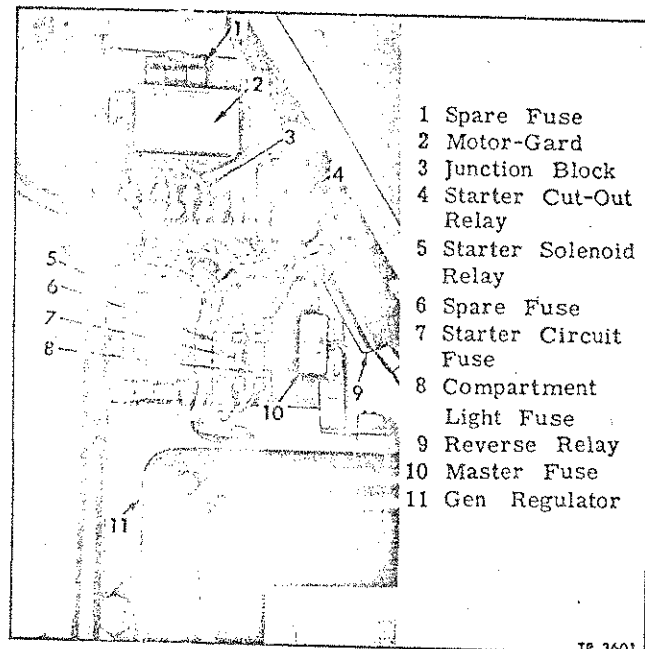 1
2
3
4
5
6
7
8
9
10
11
1 Spare Fuse
2 Motor-Gard
3 Junction Block
4 Starter Cut-Out
Relay
5 Starter Solenoid
Relay
6 Spare Fuse
7 Starter Circuit
Fuse
8 Compartment
Light Fuse
9 Reverse Relay
10 Master Fuse
11 Gen Regulator
TP 3601